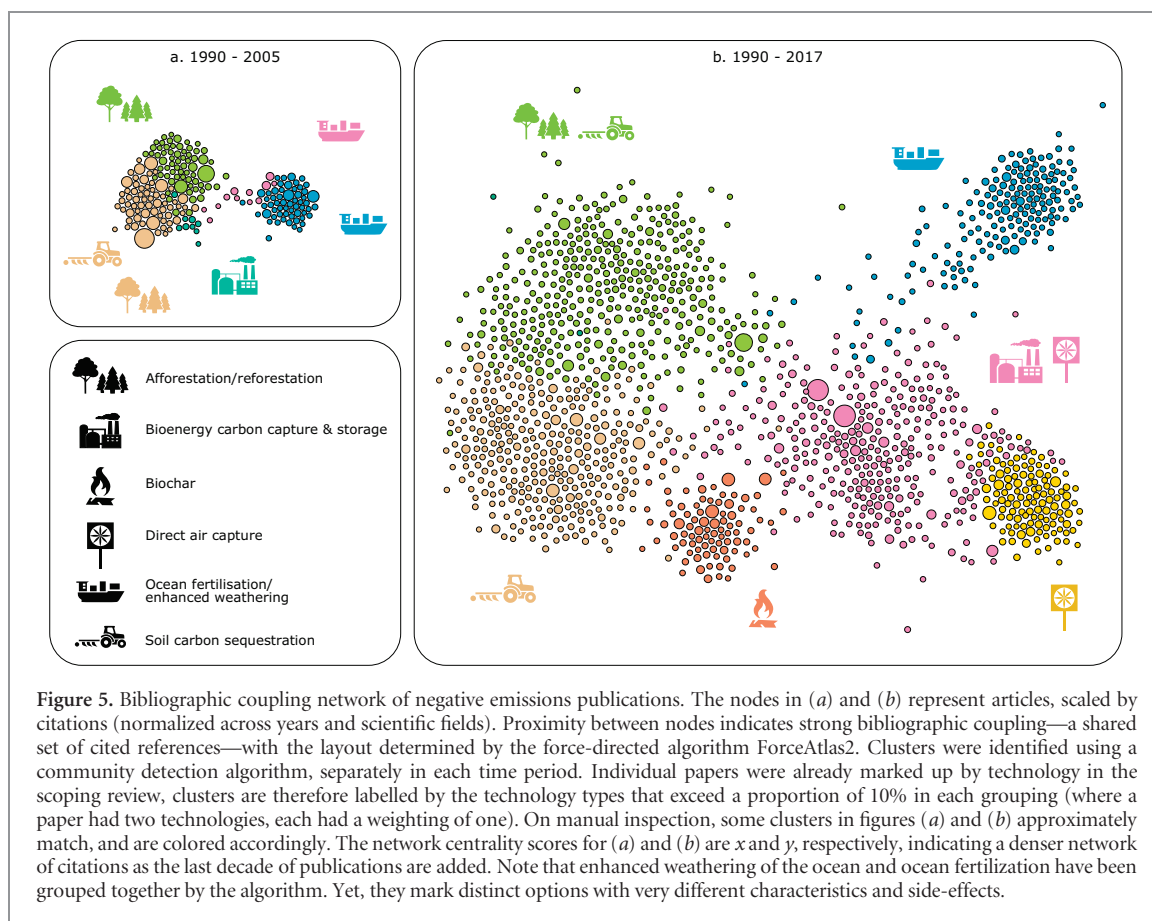 a. 1990 - 2005
b. 1990 - 2017
Afforestation/reforestation
Bioenergy carbon capture & storage
Biochar
Direct air capture
Ocean fertilisation/
enhanced weathering
Soil carbon sequestration
Figure 5. Bibliographic coupling network of negative emissions publications. The nodes in (a) and (b) represent articles, scaled by
citations (normalized across years and scientific fields). Proximity between nodes indicates strong bibliographic coupling—a shared
set of cited references—with the layout determined by the force-directed algorithm ForceAtlas2. Clusters were identified using a
community detection algorithm, separately in each time period. Individual papers were already marked up by technology in the
scoping review, clusters are therefore labelled by the technology types that exceed a proportion of 10% in each grouping (where a
paper had two technologies, each had a weighting of one). On manual inspection, some clusters in figures (a) and (b) approximately
match, and are colored accordingly. The network centrality scores for (a) and (b) are x and y, respectively, indicating a denser network
of citations as the last decade of publications are added. Note that enhanced weathering of the ocean and ocean fertilization have been
grouped together by the algorithm. Yet, they mark distinct options with very different characteristics and side-effects.